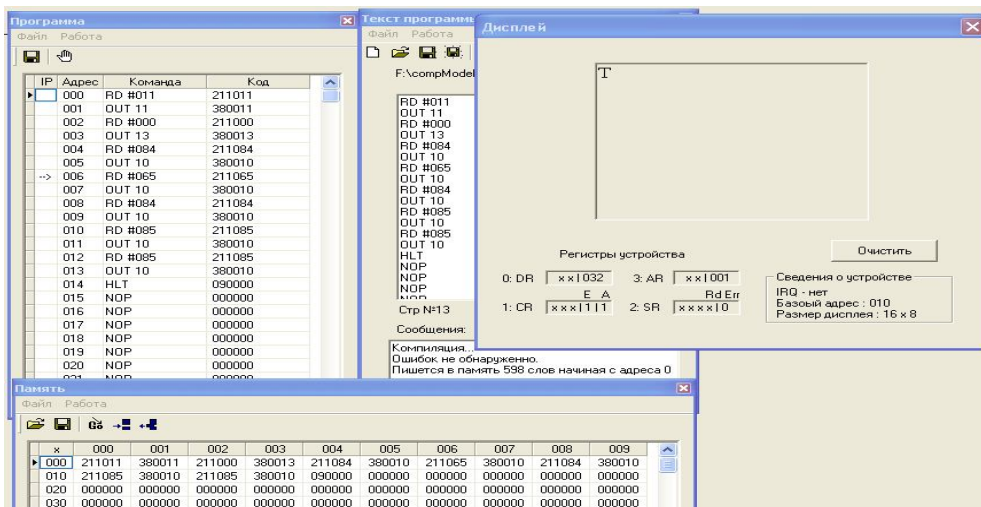 Программа
Файл Работа
IP Адрес Команда Код
000 RD #011 211011
001 OUT 11 380011
002 RD #000 211000
003 OUT 13 380013
004 RD #084 211084
005 OUT 10 380010
--> 006 RD #065 211065
007 OUT 10 380010
008 RD #084 211084
009 OUT 10 380010
010 RD #085 211085
011 OUT 10 380010
012 RD #085 211085
013 OUT 10 380010
014 HLT 090000
015 NOP 000000
016 NOP 000000
017 NOP 000000
018 NOP 000000
019 NOP 000000
020 NOP 000000
021 NOP 000000
Текст программы
Файл Работа
F:\compModel
RD #011
OUT 11
RD #000
OUT 13
RD #084
OUT 10
RD #065
OUT 10
RD #084
OUT 10
RD #085
OUT 10
RD #085
OUT 10
HLT
NOP
NOP
NOP
NOP
Стр №13
Сообщения:
Компиляция...
Ошибок не обнаруженно.
Пишется в память 598 слов начиная с адреса 0
Дисплей
T
Очистить
Регистры устройства
0: DR x x | 032 3: AR x x | 001
E A Rd Err
1: CR x x x | 1 | 1 2: SR x x x x | 0
Сведения о устройстве
IRQ - нет
Базоый адрес : 010
Размер дисплея : 16 x 8
Память
Файл Работа
Go
x 000 001 002 003 004 005 006 007 008 009
000 211011 380011 211000 380013 211084 380010 211065 380010 211084 380010
010 211085 380010 211085 380010 090000 000000 000000 000000 000000 000000
020 000000 000000 000000 000000 000000 000000 000000 000000 000000 000000
030 000000 000000 000000 000000 000000 000000 000000 000000 000000 000000